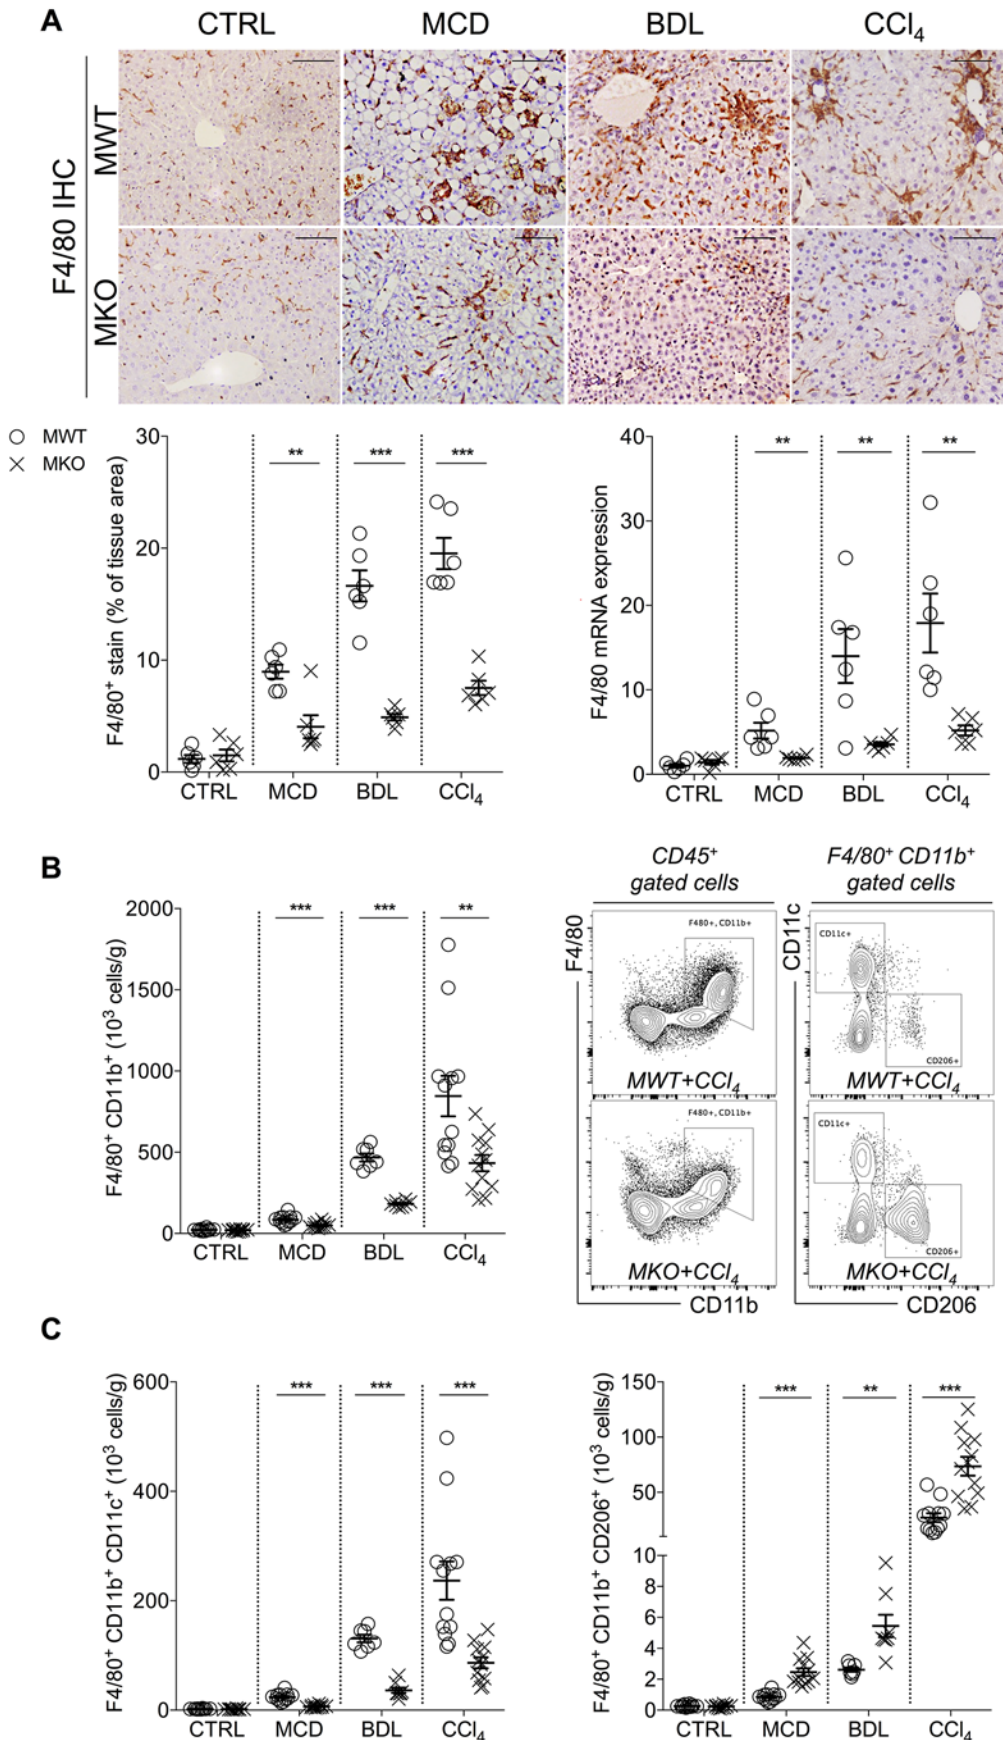 A
CTRL MCD BDL CCl₄
F4/80 IHC
MWT
MKO
MWT
MKO
F4/80⁺ stain (% of tissue area)
30
20
10
0
** *** ***
CTRL MCD BDL CCl₄
F4/80 mRNA expression
40
30
20
10
0
** ** **
CTRL MCD BDL CCl₄
B
F4/80⁺ CD11b⁺ (10³ cells/g)
2000
1500
1000
500
0
*** *** **
CTRL MCD BDL CCl₄
CD45⁺
gated cells
F4/80⁺ CD11b⁺
gated cells
F4/80
CD11c
F480+, CD11b+
CD11c+
CD206+
MWT+CCl₄
MWT+CCl₄
F480+, CD11b+
CD11c+
CD206+
MKO+CCl₄
MKO+CCl₄
CD11b
CD206
C
F4/80⁺ CD11b⁺ CD11c⁺ (10³ cells/g)
600
400
200
0
*** *** ***
CTRL MCD BDL CCl₄
F4/80⁺ CD11b⁺ CD206⁺ (10³ cells/g)
150
100
50
10
8
6
4
2
0
*** ** ***
CTRL MCD BDL CCl₄